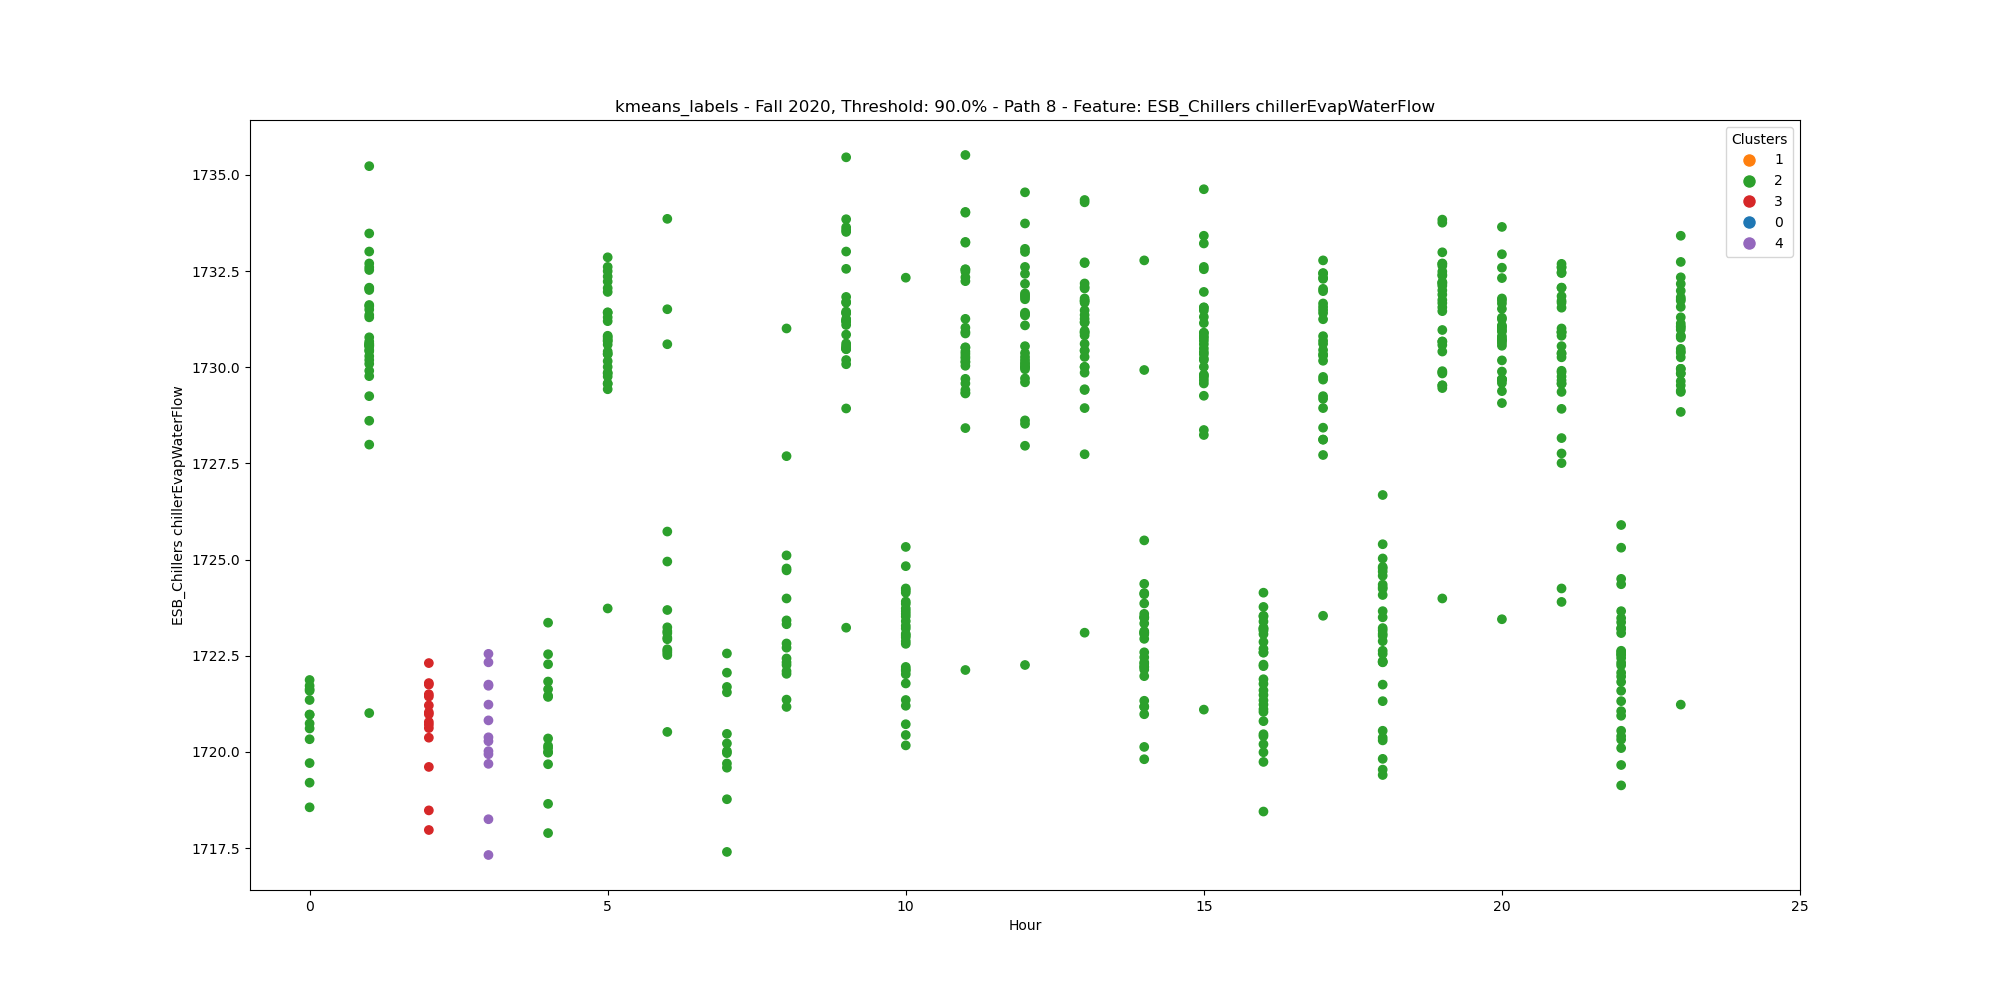 kmeans_labels - Fall 2020, Threshold: 90.0% - Path 8 - Feature: ESB_Chillers chillerEvapWaterFlow
Clusters
1
2
3
0
4
ESB_Chillers chillerEvapWaterFlow
1735.0
1732.5
1730.0
1727.5
1725.0
1722.5
1720.0
1717.5
0 5 10 15 20 25
Hour